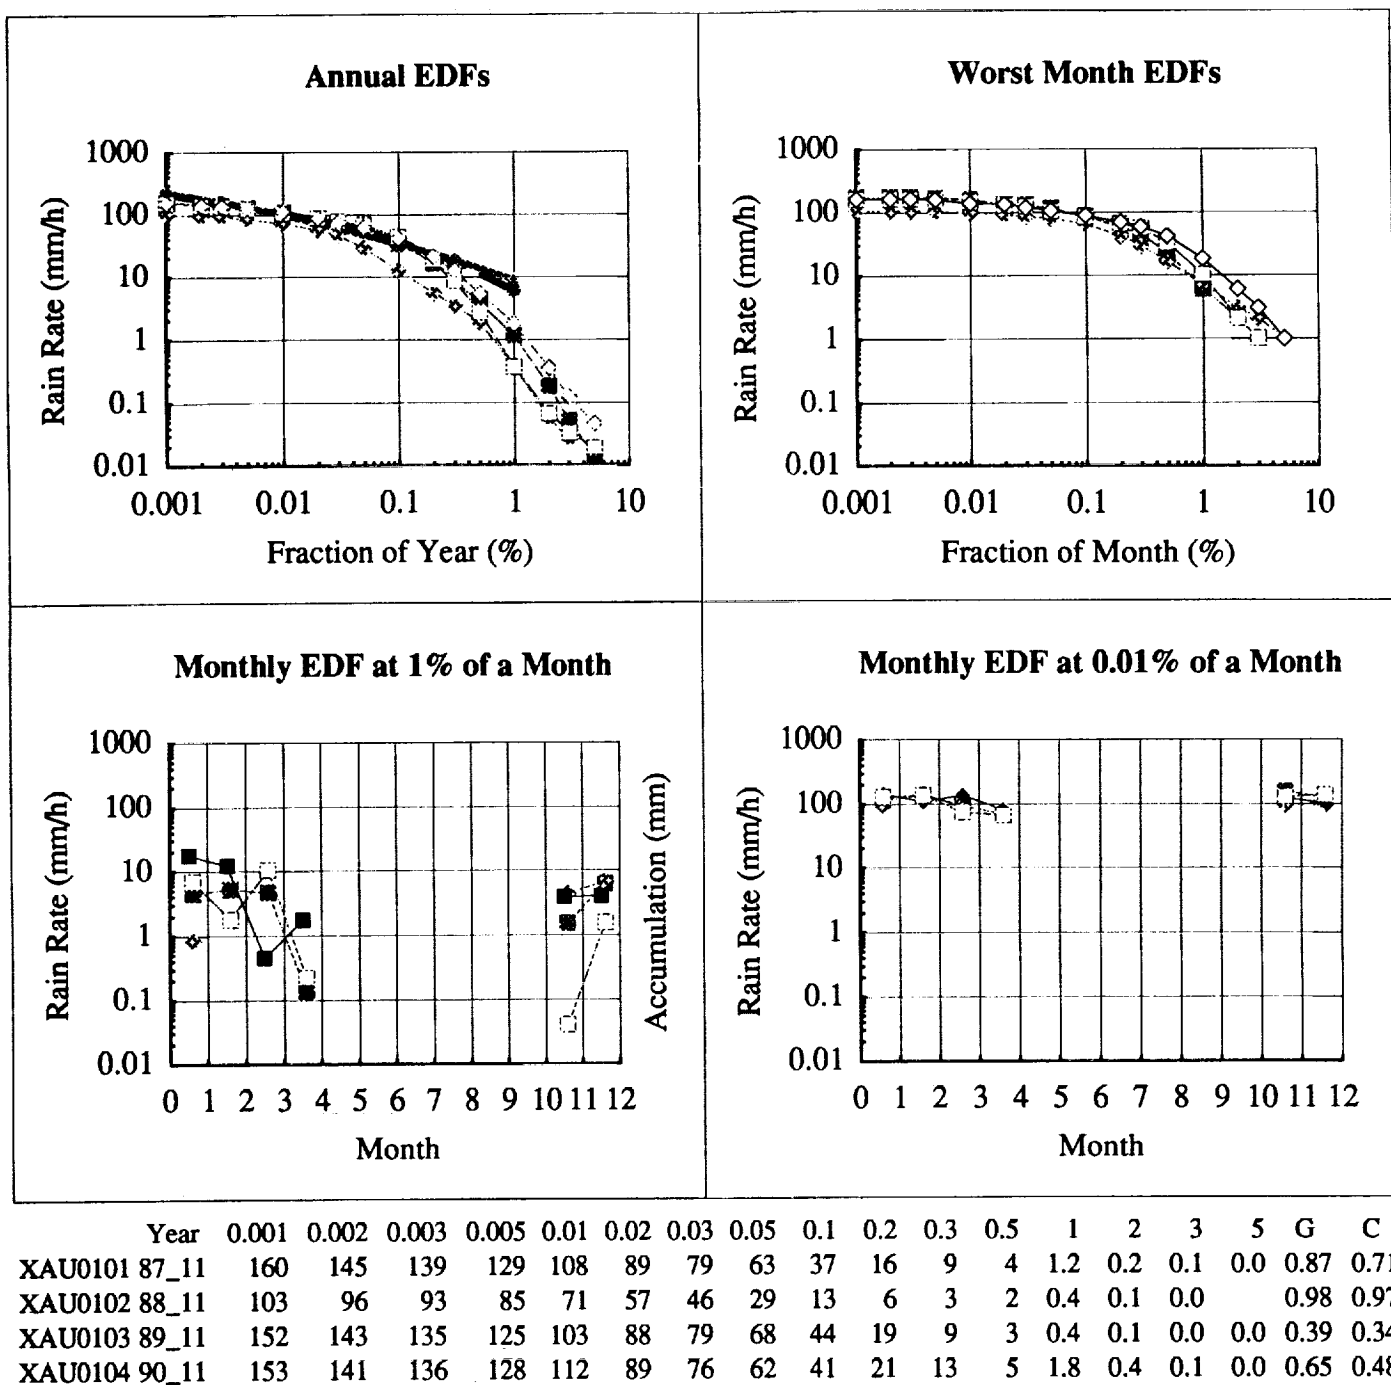 Annual EDFs
1000
100
10
1
0.1
0.01
Rain Rate (mm/h)
0.001 0.01 0.1 1 10
Fraction of Year (%)
Worst Month EDFs
1000
100
10
1
0.1
0.01
Rain Rate (mm/h)
0.001 0.01 0.1 1 10
Fraction of Month (%)
Monthly EDF at 1% of a Month
1000
100
10
1
0.1
0.01
Rain Rate (mm/h)
Accumulation (mm)
0 1 2 3 4 5 6 7 8 9 10 11 12
Month
Monthly EDF at 0.01% of a Month
1000
100
10
1
0.1
0.01
Rain Rate (mm/h)
0 1 2 3 4 5 6 7 8 9 10 11 12
Month
Year 0.001 0.002 0.003 0.005 0.01 0.02 0.03 0.05 0.1 0.2 0.3 0.5 1 2 3 5 G C
XAU0101 87_11 160 145 139 129 108 89 79 63 37 16 9 4 1.2 0.2 0.1 0.0 0.87 0.71
XAU0102 88_11 103 96 93 85 71 57 46 29 13 6 3 2 0.4 0.1 0.0 0.98 0.97
XAU0103 89_11 152 143 135 125 103 88 79 68 44 19 9 3 0.4 0.1 0.0 0.0 0.39 0.34
XAU0104 90_11 153 141 136 128 112 89 76 62 41 21 13 5 1.8 0.4 0.1 0.0 0.65 0.48